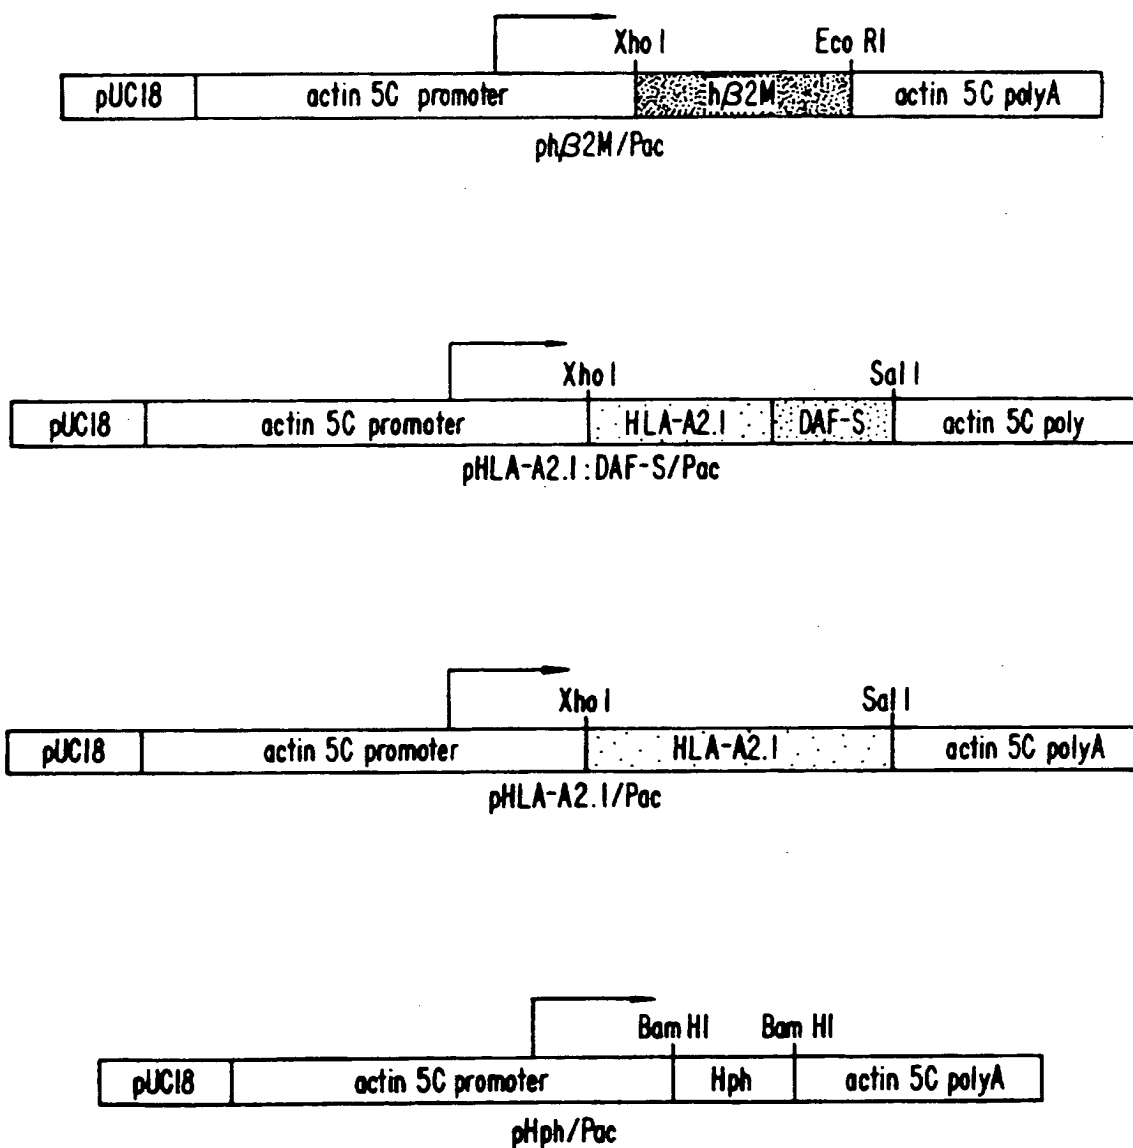 Xho I Eco RI
pUC18 actin 5C promoter hβ2M actin 5C polyA
phβ2M/Pac
Xho I Sal I
pUC18 actin 5C promoter HLA-A2.1 DAF-S actin 5C poly
pHLA-A2.1:DAF-S/Pac
Xho I Sal I
pUC18 actin 5C promoter HLA-A2.1 actin 5C polyA
pHLA-A2.1/Pac
Bam HI Bam HI
pUC18 actin 5C promoter Hph actin 5C polyA
pHph/Pac